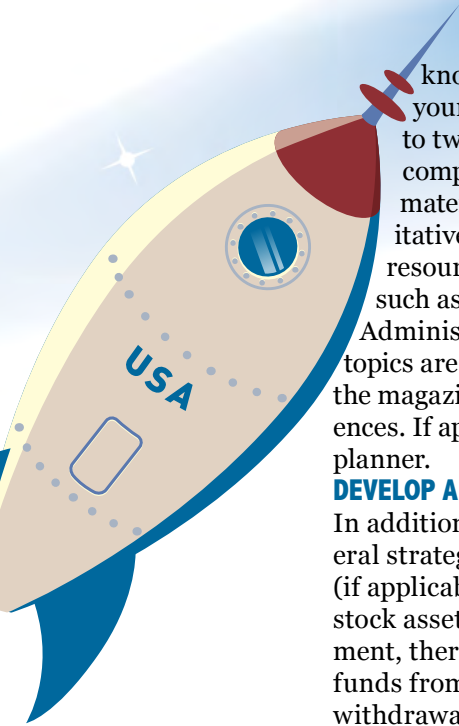 kno
your
to tw
comp
mate
itative
resour
such as
Adminis
topics are
the magazi
ences. If ap
planner.
DEVELOP A
In addition
eral strateg
(if applicab
stock asset
ment, ther
funds from
withdrawa
USA